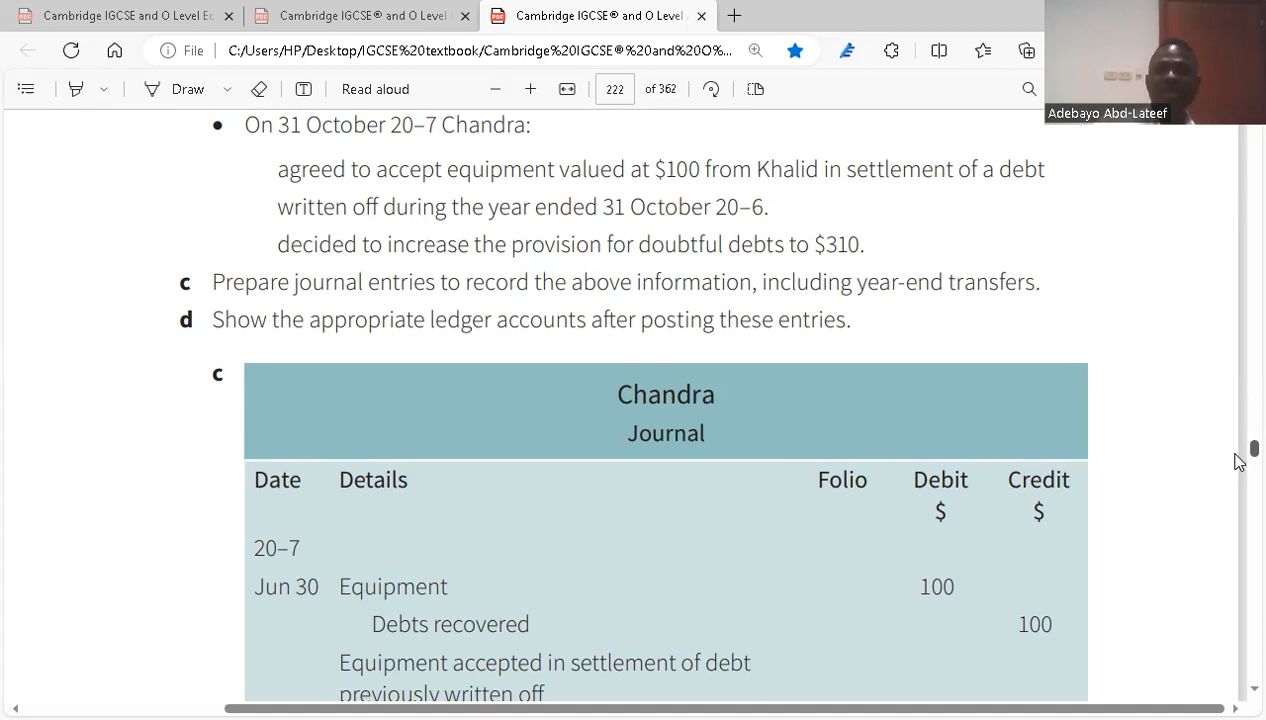 Cambridge IGCSE and O Level Ec
Cambridge IGCSE® and O Level
Cambridge IGCSE® and O Level
File
C:/Users/HP/Desktop/IGCSE%20textbook/Cambridge%20IGCSE®%20and%20O%...
Draw
Read aloud
222
of 362
Adebayo Abd-Lateef
• On 31 October 20–7 Chandra:
agreed to accept equipment valued at $100 from Khalid in settlement of a debt
written off during the year ended 31 October 20–6.
decided to increase the provision for doubtful debts to $310.
c Prepare journal entries to record the above information, including year-end transfers.
d Show the appropriate ledger accounts after posting these entries.
c
Chandra
Journal
Date Details Folio Debit Credit
$ $
20–7
Jun 30 Equipment 100
Debts recovered 100
Equipment accepted in settlement of debt
previously written off